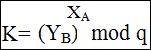 X_A
K= (Y_B) mod q